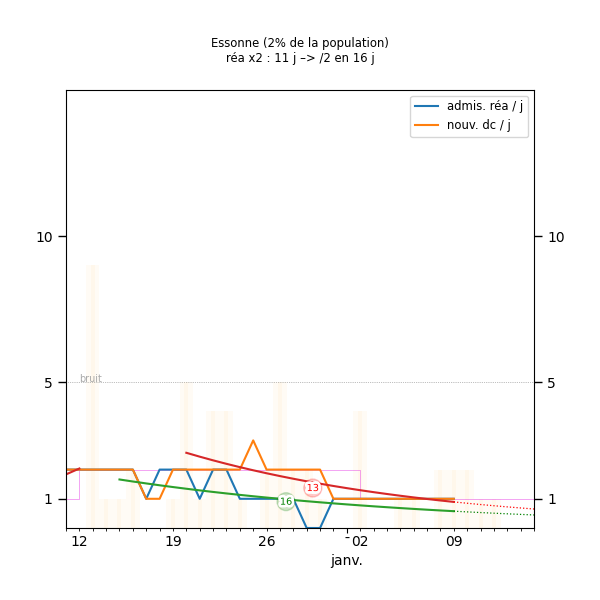 Essonne (2% de la population)
réa x2 : 11 j –> /2 en 16 j
admis. réa / j
nouv. dc / j
10
10
bruit
5
5
13
16
1
1
12
19
26
02
09
janv.